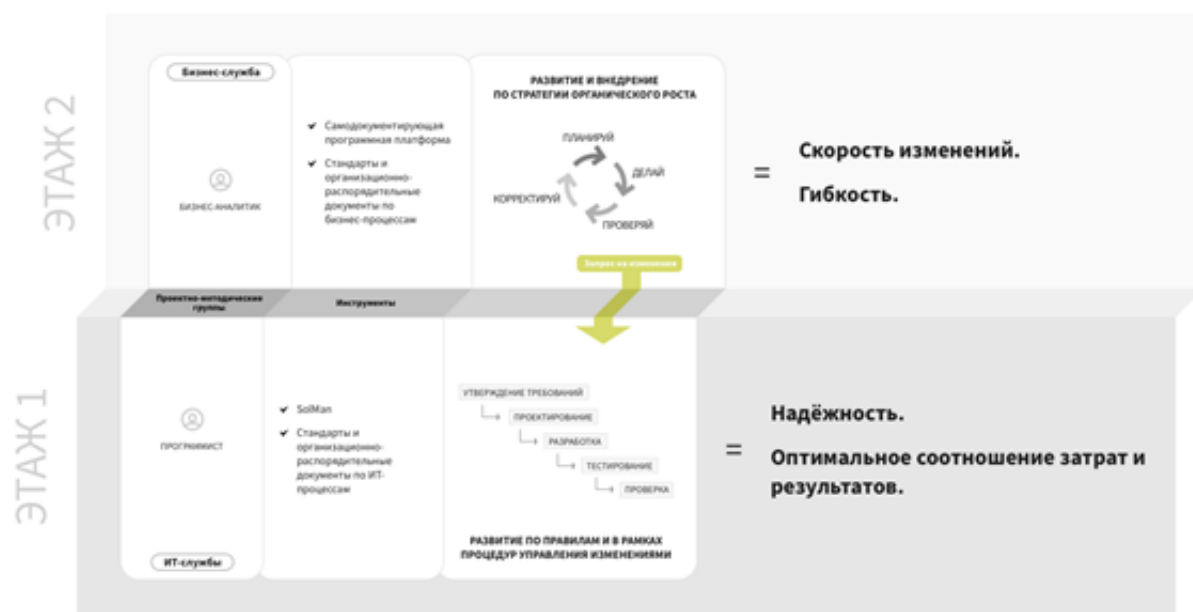 ЭТАЖ 2
Бизнес-служба
БИЗНЕС-АНАЛИТИК
Самодокументирующая
программная платформа
Стандарты и
организационно-
распорядительные
документы по
бизнес-процессам
РАЗВИТИЕ И ВНЕДРЕНИЕ
ПО СТРАТЕГИИ ОРГАНИЧЕСКОГО РОСТА
ПЛАНИРУЙ
ДЕЛАЙ
ПРОВЕРЯЙ
КОРРЕКТИРУЙ
Запрос на изменения
=
Скорость изменений.
Гибкость.
Проектно-методические
группы
Инструменты
ЭТАЖ 1
ПРОГРАММИСТ
ИТ-службы
SolMan
Стандарты и
организационно-
распорядительные
документы по ИТ-
процессам
УТВЕРЖДЕНИЕ ТРЕБОВАНИЙ
ПРОЕКТИРОВАНИЕ
РАЗРАБОТКА
ТЕСТИРОВАНИЕ
ПРОВЕРКА
РАЗВИТИЕ ПО ПРАВИЛАМ И В РАМКАХ
ПРОЦЕДУР УПРАВЛЕНИЯ ИЗМЕНЕНИЯМИ
=
Надёжность.
Оптимальное соотношение затрат и
результатов.